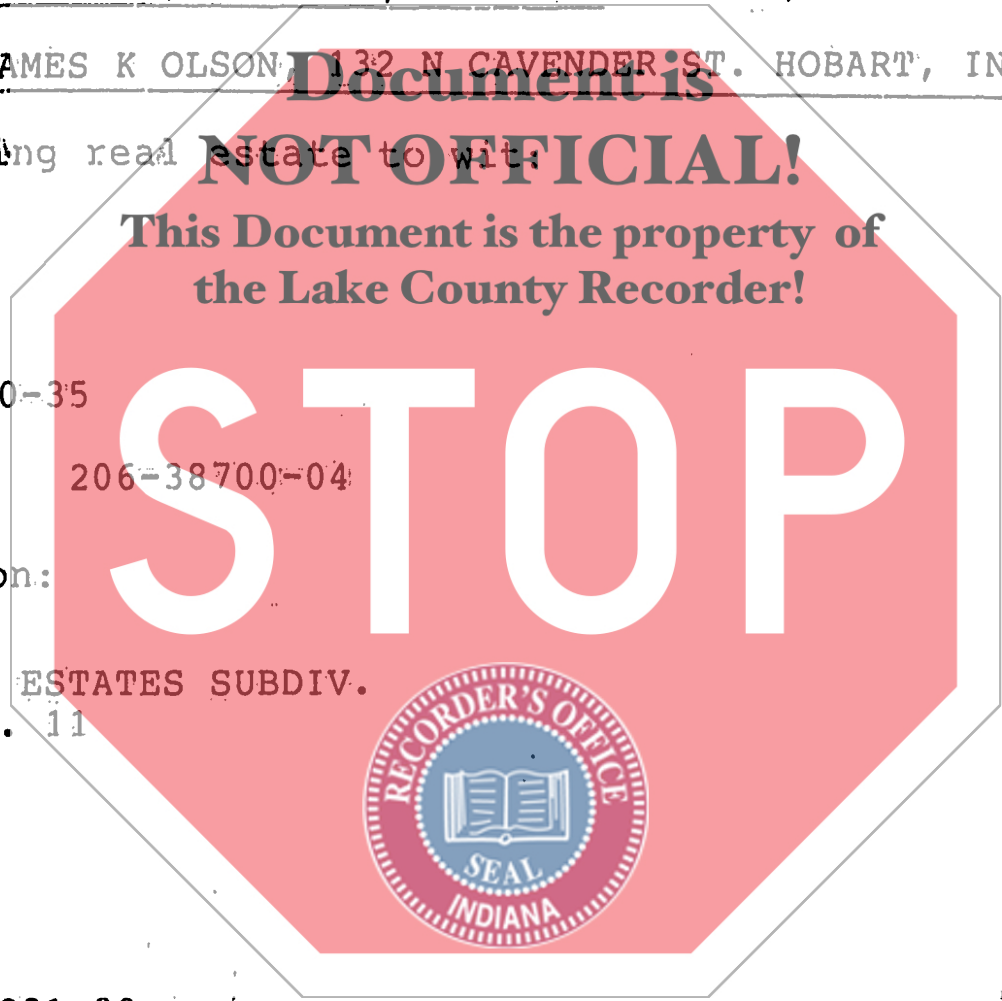 AMES K OLSON, 132 N CAVENDER ST. HOBART, IN
Document is
ng real estate to wit:
NOT OFFICIAL!
This Document is the property of
the Lake County Recorder!
0-35
STOP
206-38700-04
on:
ESTATES SUBDIV.
. 11
RECORDER'S OFFICE
SEAL
INDIANA